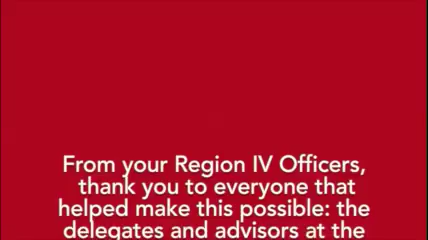 From your Region IV Officers,
thank you to everyone that
helped make this possible: the
delegates and advisors at the